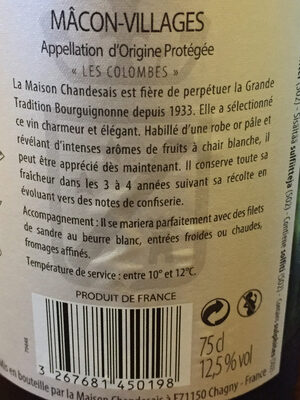 MÂCON-VILLAGES
Appellation d'Origine Protégée
« LES COLOMBES »
La Maison Chandesais est fière de perpétuer la Grande
Tradition Bourguignonne depuis 1933. Elle a sélectionné
ce vin charmeur et élégant. Habillé d'une robe or pâle et
révélant d'intenses arômes de fruits à chair blanche, il
peut être apprécié dès maintenant. Il conserve toute sa
fraîcheur dans les 3 à 4 années suivant sa récolte en
évoluant vers des notes de confiserie.
Accompagnement : Il se mariera parfaitement avec des filets
de sandre au beurre blanc, entrées froides ou chaudes,
fromages affinés.
Température de service : entre 10° et 12°C.
PRODUIT DE FRANCE
75 cl
12,5 % vol
3 267681 450198
Mis en bouteille par la Maison Chandesais à F71150 Chagny - France